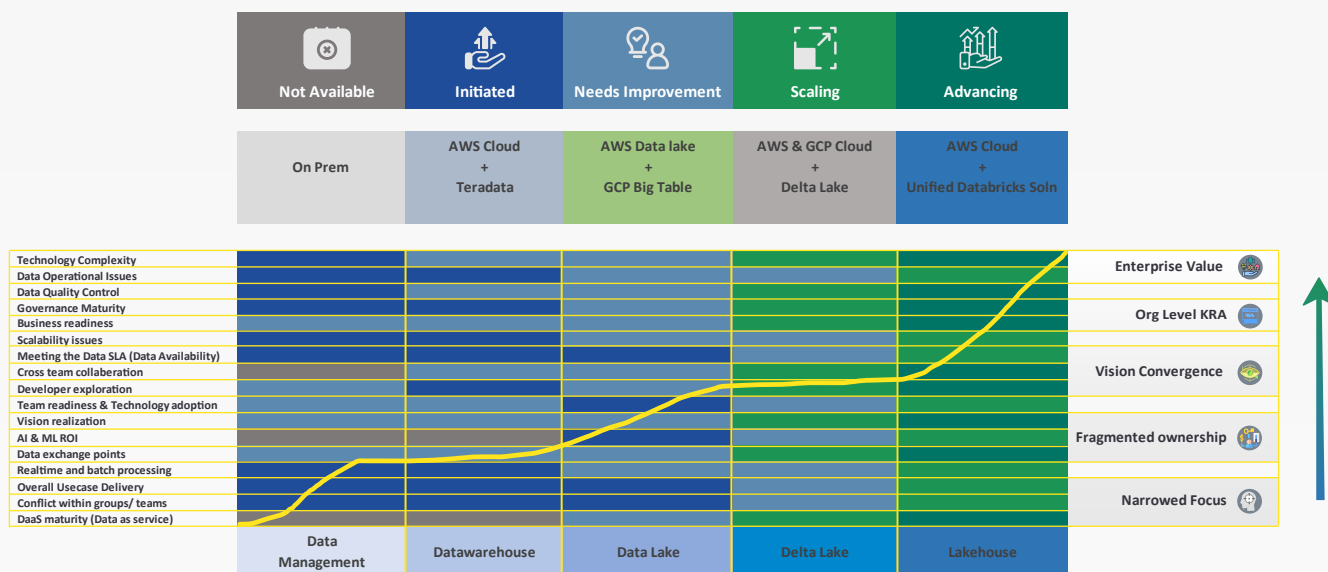 Not Available
Initiated
Needs Improvement
Scaling
Advancing
On Prem
AWS Cloud
+
Teradata
AWS Data lake
+
GCP Big Table
AWS & GCP Cloud
+
Delta Lake
AWS Cloud
+
Unified Databricks Soln
Technology Complexity
Data Operational Issues
Data Quality Control
Governance Maturity
Business readiness
Scalability issues
Meeting the Data SLA (Data Availability)
Cross team collaberation
Developer exploration
Team readiness & Technology adoption
Vision realization
AI & ML ROI
Data exchange points
Realtime and batch processing
Overall Usecase Delivery
Conflict within groups/ teams
DaaS maturity (Data as service)
Enterprise Value
Org Level KRA
Vision Convergence
Fragmented ownership
Narrowed Focus
Data
Management
Datawarehouse
Data Lake
Delta Lake
Lakehouse